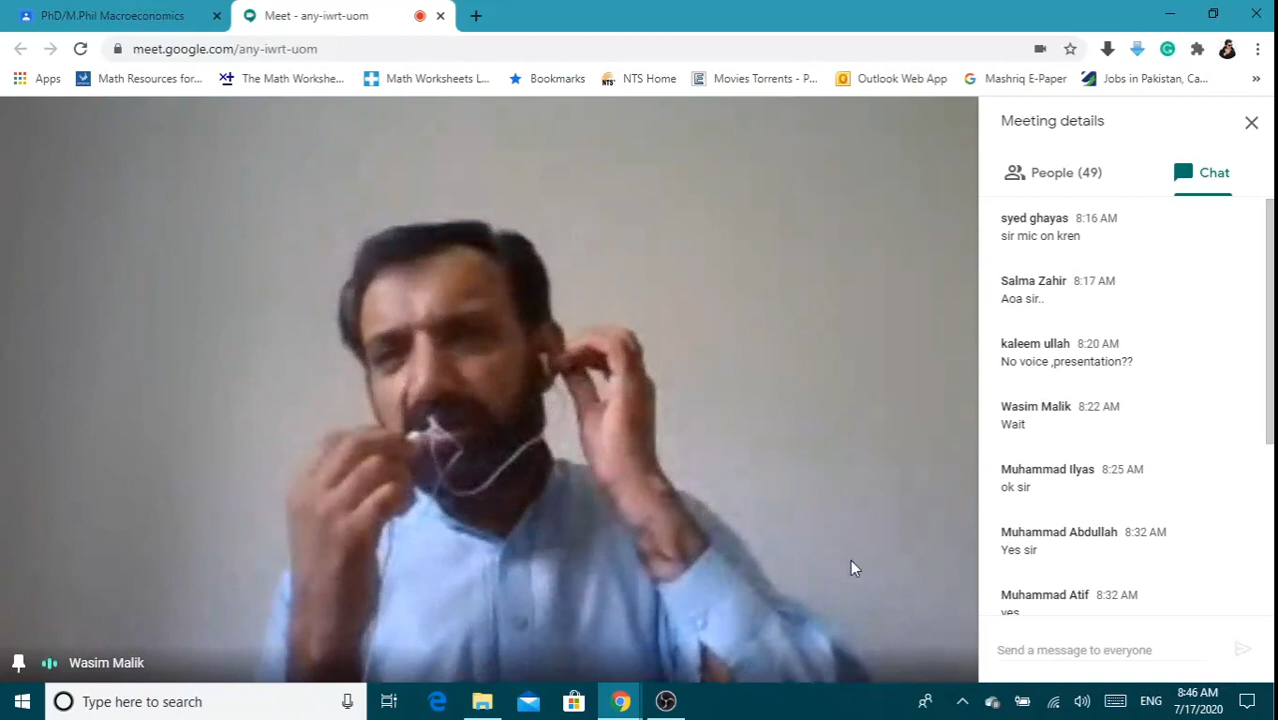 PhD/M.Phil Macroeconomics
Meet - any-iwrt-uom
meet.google.com/any-iwrt-uom
Apps
Math Resources for...
The Math Workshe...
Math Worksheets L...
Bookmarks
NTS Home
Movies Torrents - P...
Outlook Web App
Mashriq E-Paper
Jobs in Pakistan, Ca...
»
Meeting details
People (49)
Chat
syed ghayas 8:16 AM
sir mic on kren
Salma Zahir 8:17 AM
Aoa sir..
kaleem ullah 8:20 AM
No voice ,presentation??
Wasim Malik 8:22 AM
Wait
Muhammad Ilyas 8:25 AM
ok sir
Muhammad Abdullah 8:32 AM
Yes sir
Muhammad Atif 8:32 AM
yes
Send a message to everyone
Wasim Malik
Type here to search
ENG
8:46 AM
7/17/2020